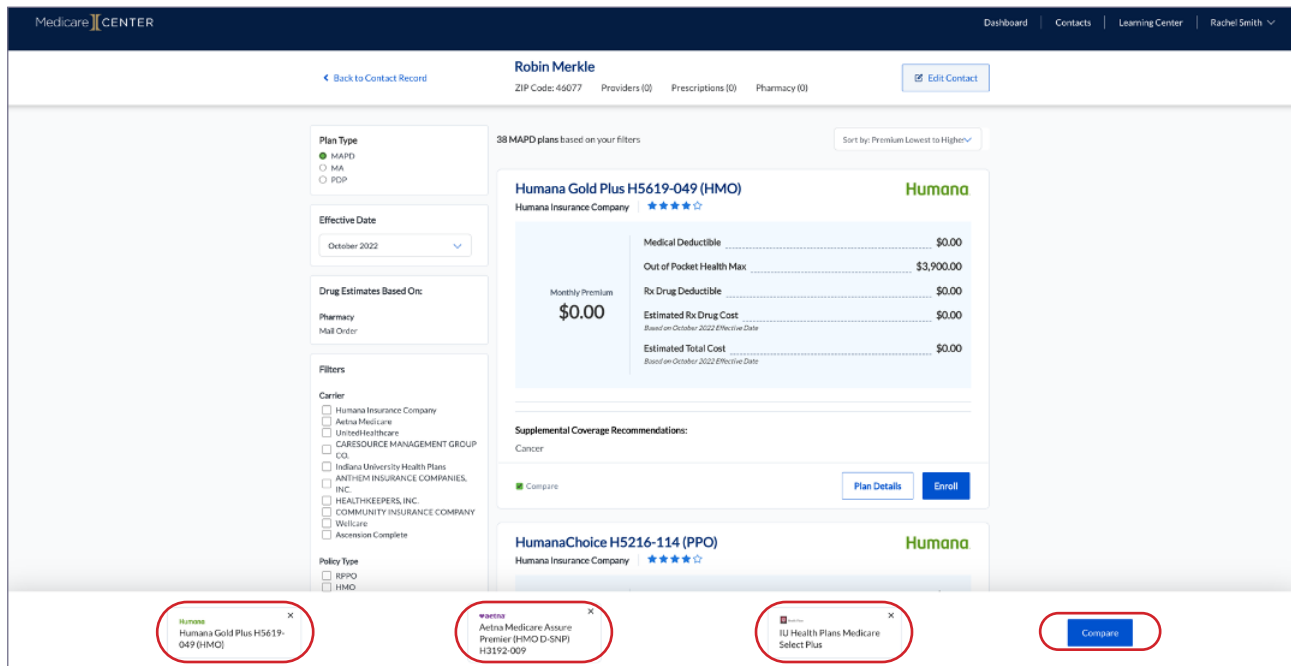 Medicare CENTER
Dashboard
Contacts
Learning Center
Rachel Smith
Back to Contact Record
Robin Merkle
ZIP Code: 46077 Providers (0) Prescriptions (0) Pharmacy (0)
Edit Contact
Plan Type
MAPD
MA
PDP
Effective Date
October 2022
Drug Estimates Based On:
Pharmacy
Mail Order
Filters
Carrier
Humana Insurance Company
Aetna Medicare
UnitedHealthcare
CARESOURCE MANAGEMENT GROUP
CO.
Indiana University Health Plans
ANTHEM INSURANCE COMPANIES,
INC.
HEALTHKEEPERS, INC.
COMMUNITY INSURANCE COMPANY
Wellcare
Ascension Complete
Policy Type
RPPO
HMO
38 MAPD plans based on your filters
Sort by: Premium Lowest to Higher
Humana Gold Plus H5619-049 (HMO)
Humana
Humana Insurance Company
Monthly Premium
$0.00
Medical Deductible $0.00
Out of Pocket Health Max $3,900.00
Rx Drug Deductible $0.00
Estimated Rx Drug Cost $0.00
Based on October 2022 Effective Date
Estimated Total Cost $0.00
Based on October 2022 Effective Date
Supplemental Coverage Recommendations:
Cancer
Compare
Plan Details
Enroll
HumanaChoice H5216-114 (PPO)
Humana
Humana Insurance Company
Humana
Humana Gold Plus H5619-
049 (HMO)
aetna
Aetna Medicare Assure
Premier (HMO D-SNP)
H3192-009
IU Health Plans Medicare
Select Plus
Compare